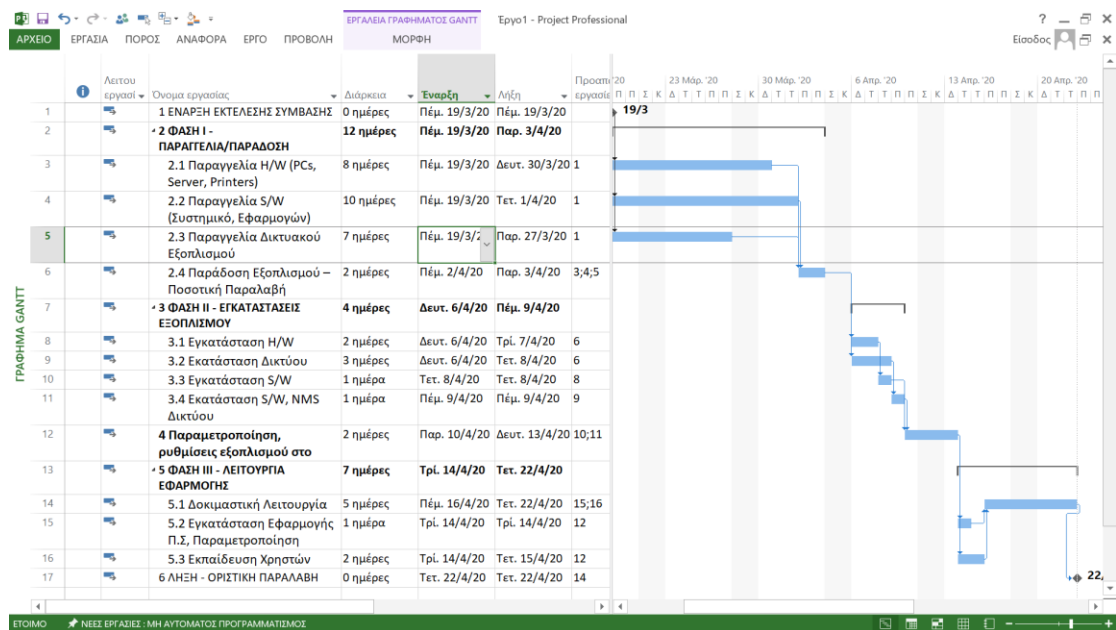 ΕΡΓΑΛΕΙΑ ΓΡΑΦΗΜΑΤΟΣ GANTT Έργο1 - Project Professional
ΑΡΧΕΙΟ ΕΡΓΑΣΙΑ ΠΟΡΟΣ ΑΝΑΦΟΡΑ ΕΡΓΟ ΠΡΟΒΟΛΗ ΜΟΡΦΗ Είσοδος
Λειτου
εργασί Όνομα εργασίας Διάρκεια Έναρξη Λήξη
Προαπι
εργασίε
'20 23 Μάρ. '20 30 Μάρ. '20 6 Απρ. '20 13 Απρ. '20 20 Απρ. '20
Π Π Σ Κ Δ Τ Τ Π Π Σ Κ Δ Τ Τ Π Π Σ Κ Δ Τ Τ Π Π Σ Κ Δ Τ Τ Π Π Σ Κ Δ Τ Τ Π Π
1 1 ΕΝΑΡΞΗ ΕΚΤΕΛΕΣΗΣ ΣΥΜΒΑΣΗΣ 0 ημέρες Πέμ. 19/3/20 Πέμ. 19/3/20 19/3
2 2 ΦΑΣΗ Ι - 12 ημέρες Πέμ. 19/3/20 Παρ. 3/4/20
ΠΑΡΑΓΓΕΛΙΑ/ΠΑΡΑΔΟΣΗ
3 2.1 Παραγγελία H/W (PCs, 8 ημέρες Πέμ. 19/3/20 Δευτ. 30/3/20 1
Server, Printers)
4 2.2 Παραγγελία S/W 10 ημέρες Πέμ. 19/3/20 Τετ. 1/4/20 1
(Συστημικό, Εφαρμογών)
5 2.3 Παραγγελία Δικτυακού 7 ημέρες Πέμ. 19/3/2 Παρ. 27/3/20 1
Εξοπλισμού
6 2.4 Παράδοση Εξοπλισμού – 2 ημέρες Πέμ. 2/4/20 Παρ. 3/4/20 3;4;5
Ποσοτική Παραλαβή
7 3 ΦΑΣΗ ΙΙ - ΕΓΚΑΤΑΣΤΑΣΕΙΣ 4 ημέρες Δευτ. 6/4/20 Πέμ. 9/4/20
ΕΞΟΠΛΙΣΜΟΥ
8 3.1 Εγκατάσταση H/W 2 ημέρες Δευτ. 6/4/20 Τρί. 7/4/20 6
9 3.2 Εκατάσταση Δικτύου 3 ημέρες Δευτ. 6/4/20 Τετ. 8/4/20 6
10 3.3 Εγκατάσταση S/W 1 ημέρα Τετ. 8/4/20 Τετ. 8/4/20 8
11 3.4 Εκατάσταση S/W, NMS 1 ημέρα Πέμ. 9/4/20 Πέμ. 9/4/20 9
Δικτύου
12 4 Παραμετροποίηση, 2 ημέρες Παρ. 10/4/20 Δευτ. 13/4/20 10;11
ρυθμίσεις εξοπλισμού στο
13 5 ΦΑΣΗ ΙΙΙ - ΛΕΙΤΟΥΡΓΙΑ 7 ημέρες Τρί. 14/4/20 Τετ. 22/4/20
ΕΦΑΡΜΟΓΗΣ
14 5.1 Δοκιμαστική Λειτουργία 5 ημέρες Πέμ. 16/4/20 Τετ. 22/4/20 15;16
15 5.2 Εγκατάσταση Εφαρμογής 1 ημέρα Τρί. 14/4/20 Τρί. 14/4/20 12
Π.Σ, Παραμετροποίηση
16 5.3 Εκπαίδευση Χρηστών 2 ημέρες Τρί. 14/4/20 Τετ. 15/4/20 12
17 6 ΛΗΞΗ - ΟΡΙΣΤΙΚΗ ΠΑΡΑΛΑΒΗ 0 ημέρες Τετ. 22/4/20 Τετ. 22/4/20 14 22,
ΓΡΑΦΗΜΑ GANTT
ΕΤΟΙΜΟ ΝΕΕΣ ΕΡΓΑΣΙΕΣ : ΜΗ ΑΥΤΟΜΑΤΟΣ ΠΡΟΓΡΑΜΜΑΤΙΣΜΟΣ